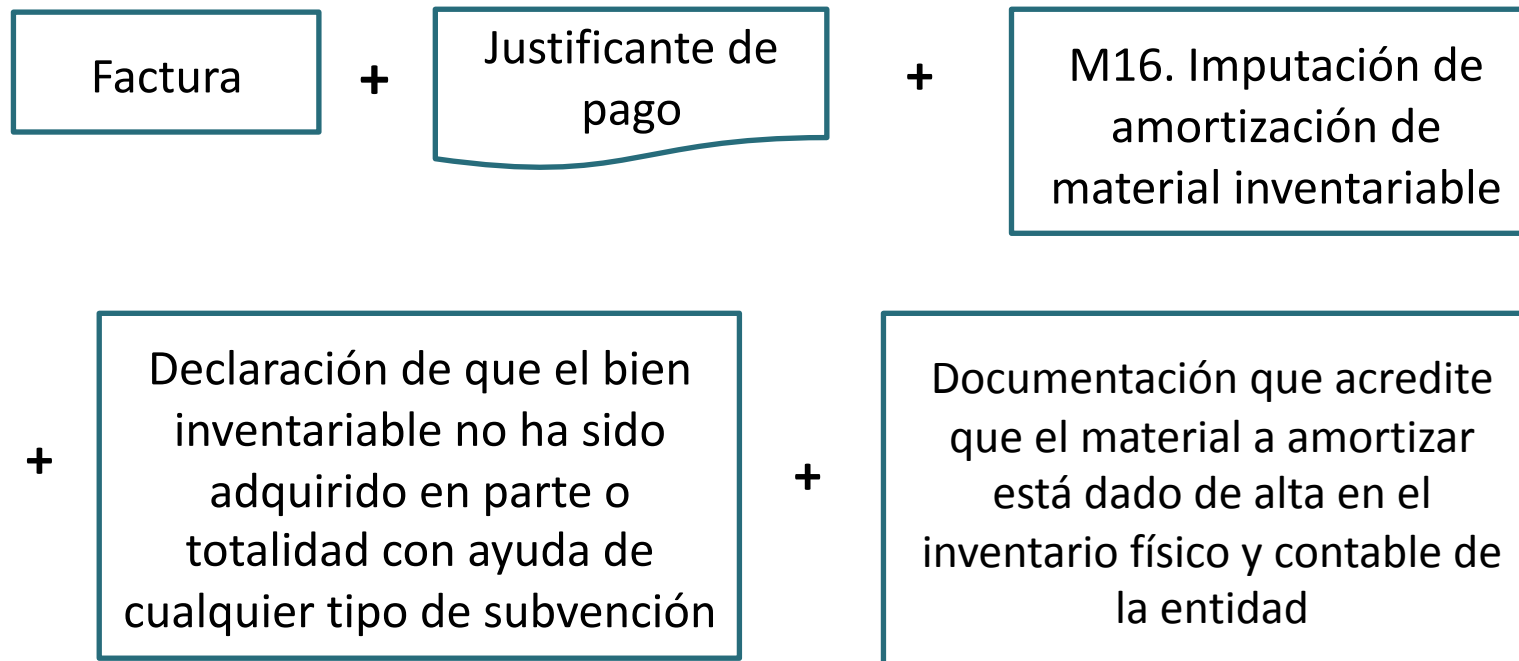 Factura
+
Justificante de
pago
+
M16. Imputación de
amortización de
material inventariable
+
Declaración de que el bien
inventariable no ha sido
adquirido en parte o
totalidad con ayuda de
cualquier tipo de subvención
+
Documentación que acredite
que el material a amortizar
está dado de alta en el
inventario físico y contable de
la entidad